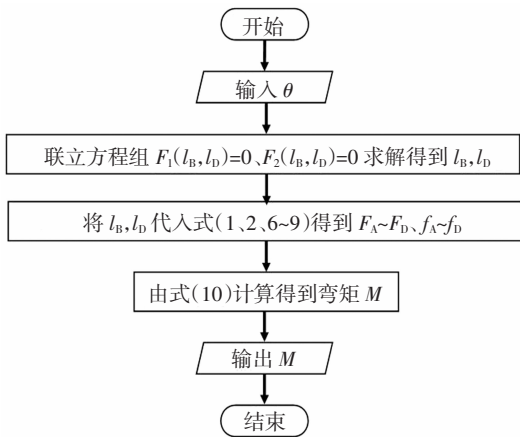 开始
输入 θ
联立方程组 F₁(l_B,l_D)=0、F₂(l_B,l_D)=0 求解得到 l_B,l_D
将 l_B,l_D 代入式(1、2、6~9)得到 F_A~F_D、f_A~f_D
由式(10)计算得到弯矩 M
输出 M
结束